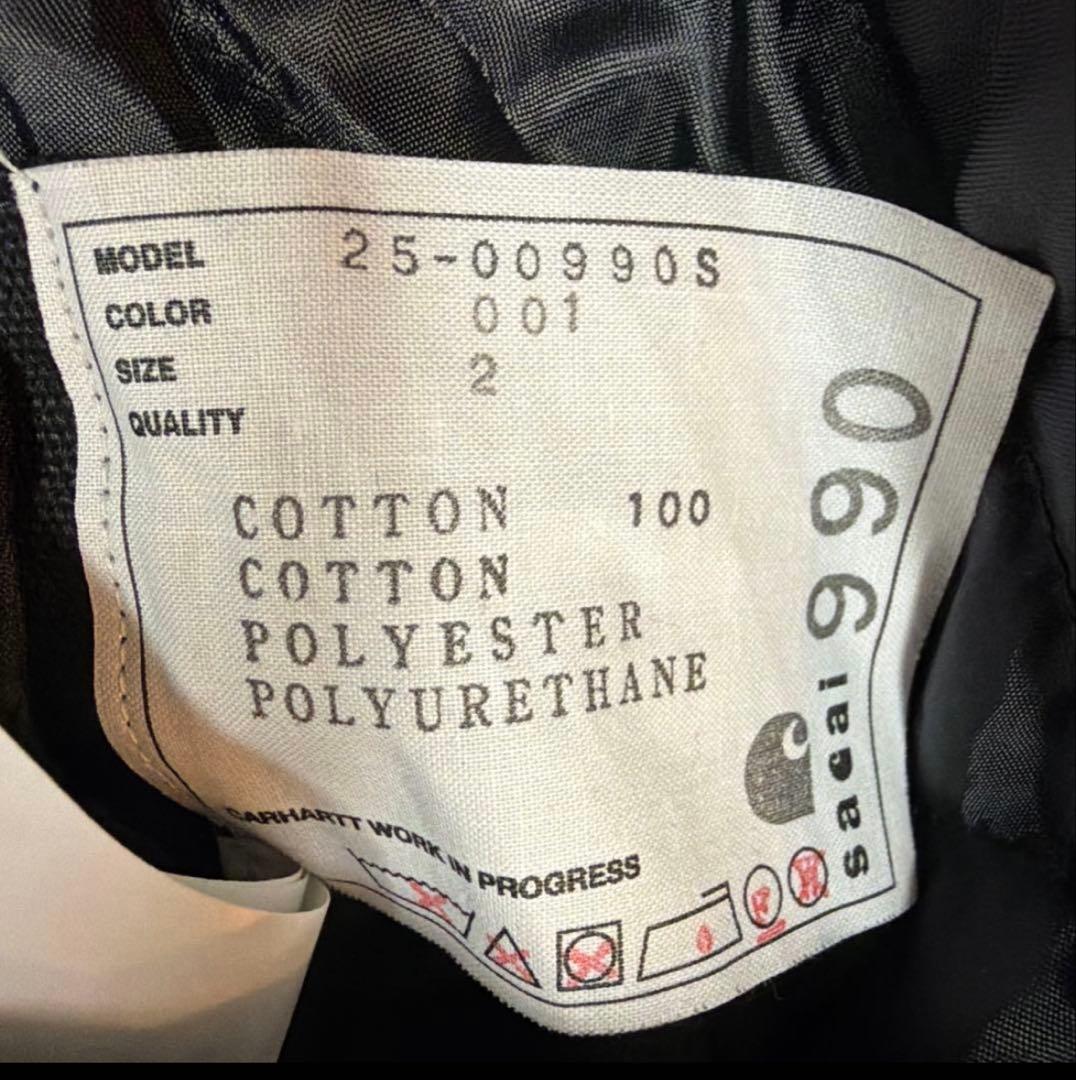 MODEL 25-00990S
COLOR 001
SIZE 2
QUALITY
COTTON 100
COTTON
POLYESTER
POLYURETHANE
CARHARTT WORK IN PROGRESS
sacai 990